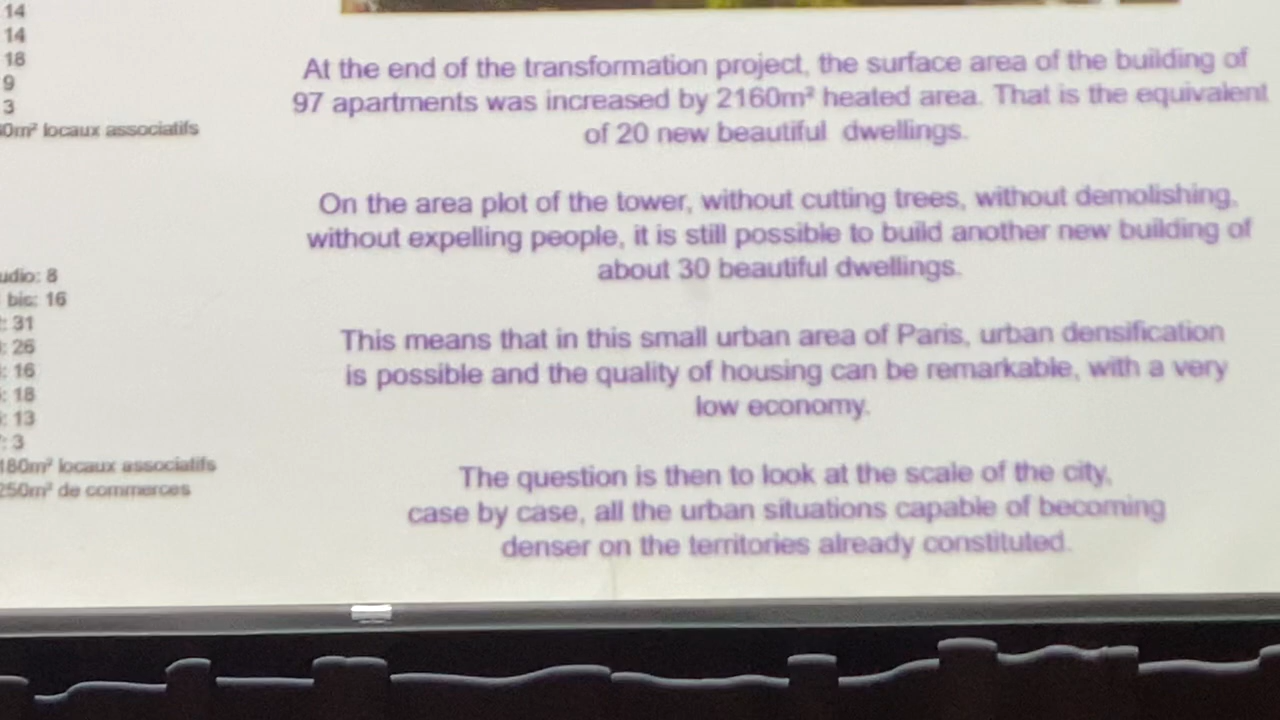 14
14
18
9
3
0m² locaux associatifs
At the end of the transformation project, the surface area of the building of
97 apartments was increased by 2160m² heated area. That is the equivalent
of 20 new beautiful dwellings.
On the area plot of the tower, without cutting trees, without demolishing,
without expelling people, it is still possible to build another new building of
about 30 beautiful dwellings.
udio: 8
bis: 16
: 31
: 26
: 16
: 18
: 13
: 3
180m² locaux associatifs
250m² de commerces
This means that in this small urban area of Paris, urban densification
is possible and the quality of housing can be remarkable, with a very
low economy.
The question is then to look at the scale of the city,
case by case, all the urban situations capable of becoming
denser on the territories already constituted.